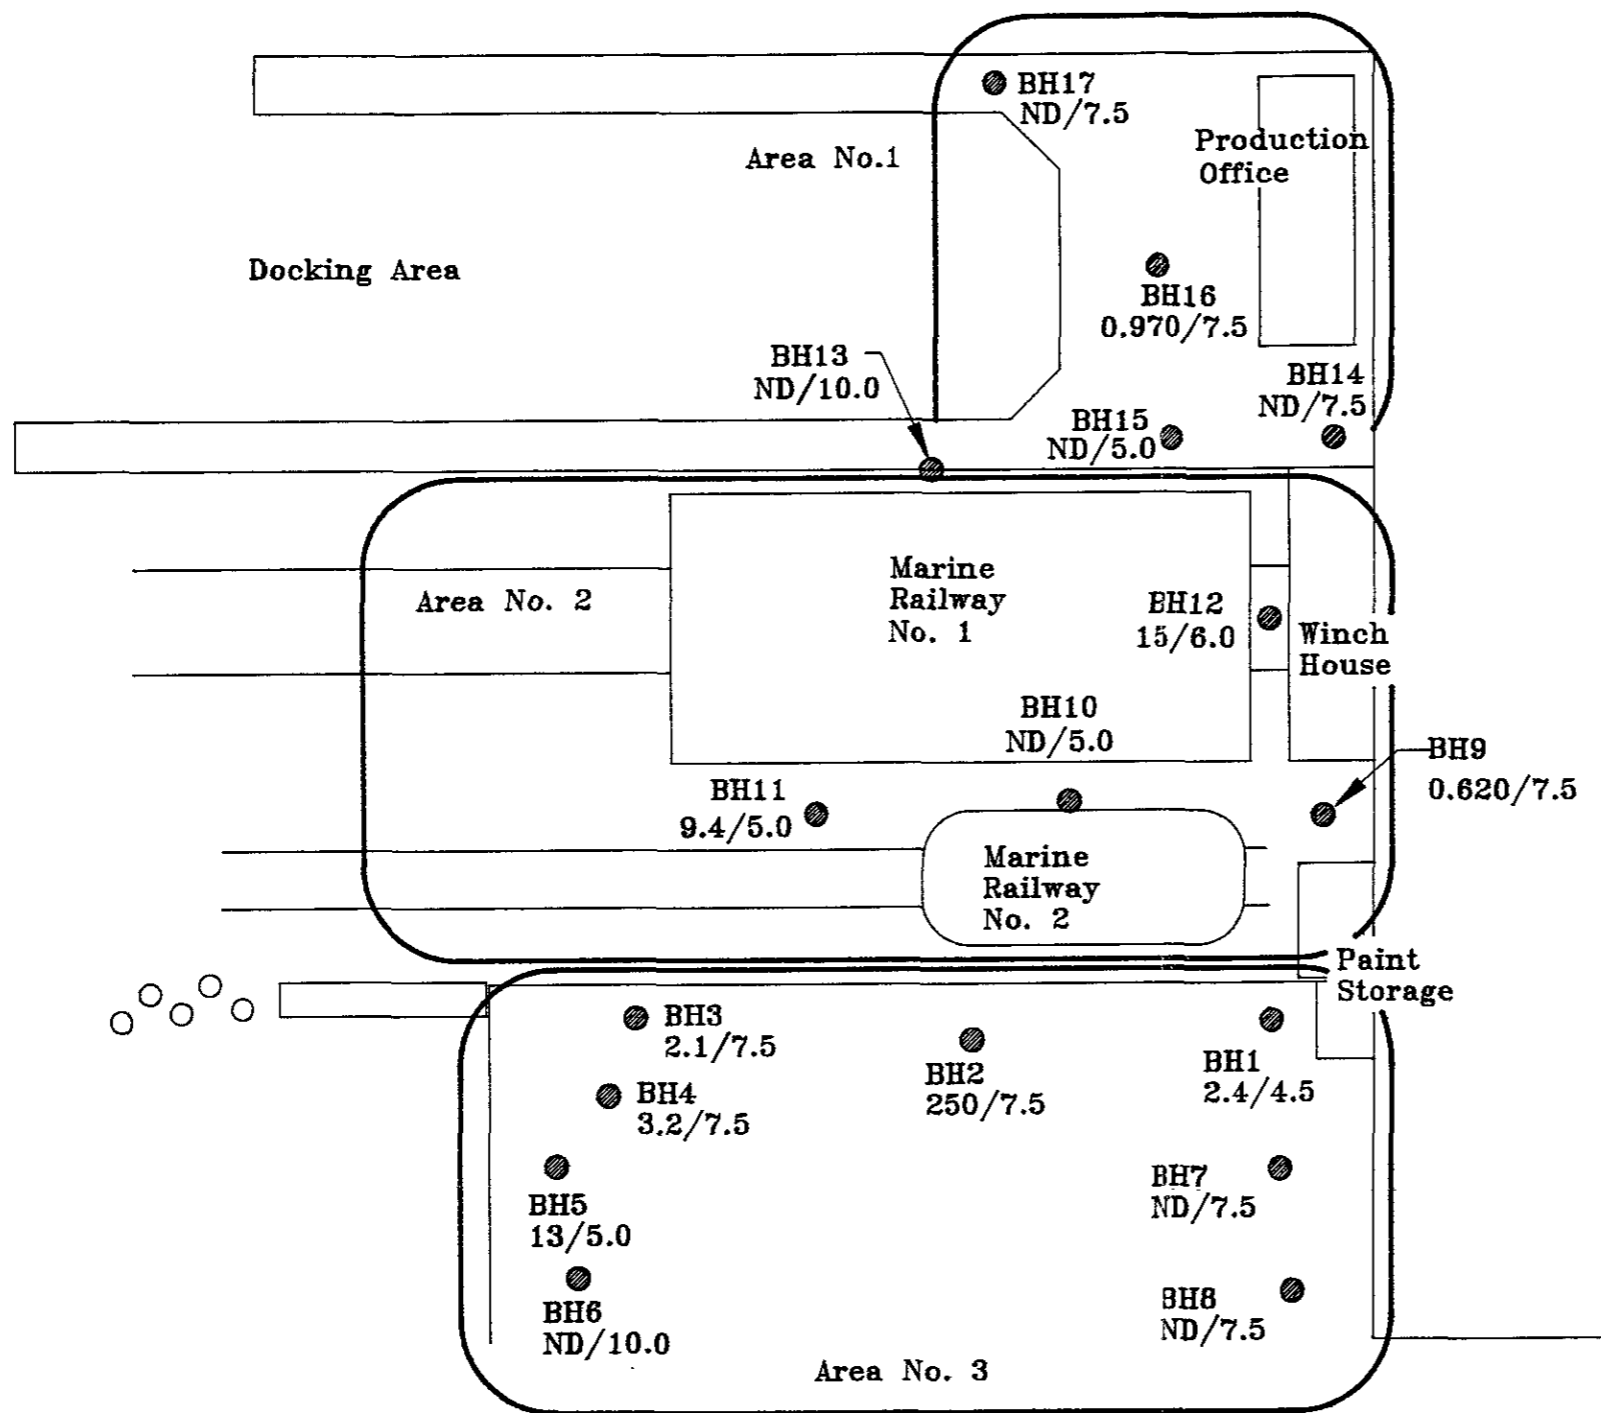 BH17
ND/7.5
Area No.1
Production
Office
Docking Area
BH16
0.970/7.5
BH13
ND/10.0
BH14
ND/7.5
BH15
ND/5.0
Marine
Railway
No. 1
Area No. 2
BH12
15/6.0
Winch
House
BH10
ND/5.0
BH9
0.620/7.5
BH11
9.4/5.0
Marine
Railway
No. 2
Paint
Storage
BH3
2.1/7.5
BH2
250/7.5
BH1
2.4/4.5
BH4
3.2/7.5
BH7
ND/7.5
BH5
13/5.0
BH8
ND/7.5
BH6
ND/10.0
Area No. 3